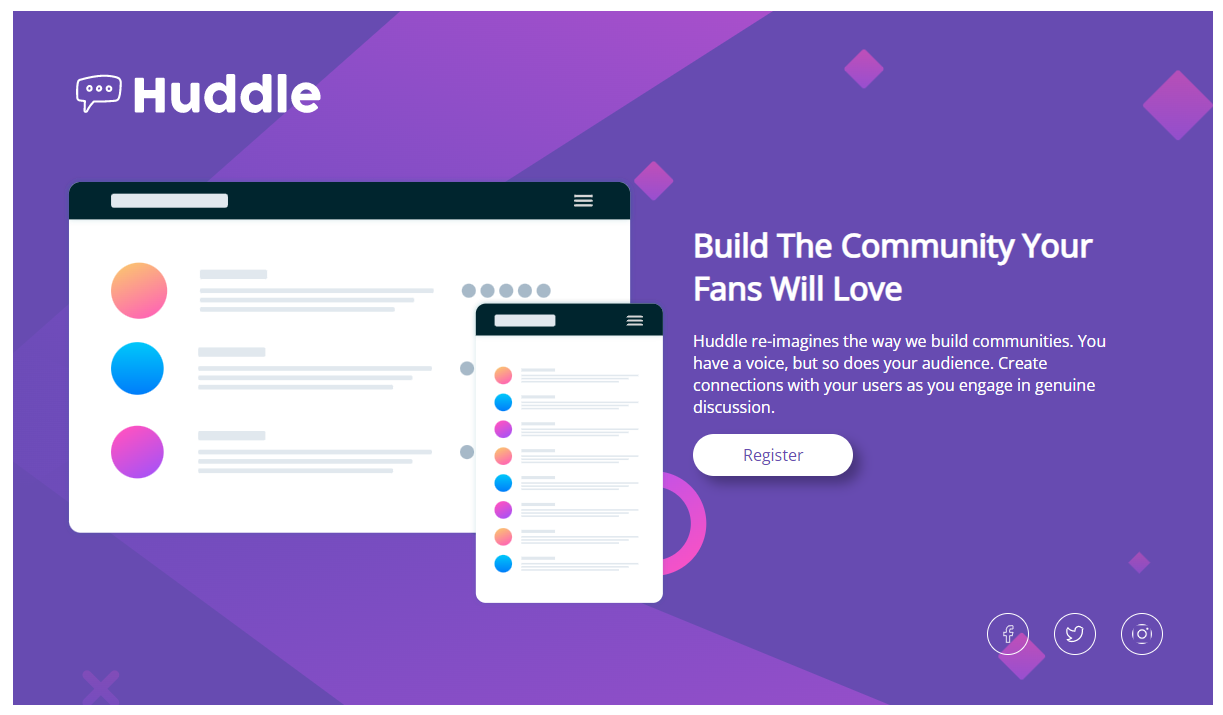 Huddle
Build The Community Your
Fans Will Love
Huddle re-imagines the way we build communities. You
have a voice, but so does your audience. Create
connections with your users as you engage in genuine
discussion.
Register